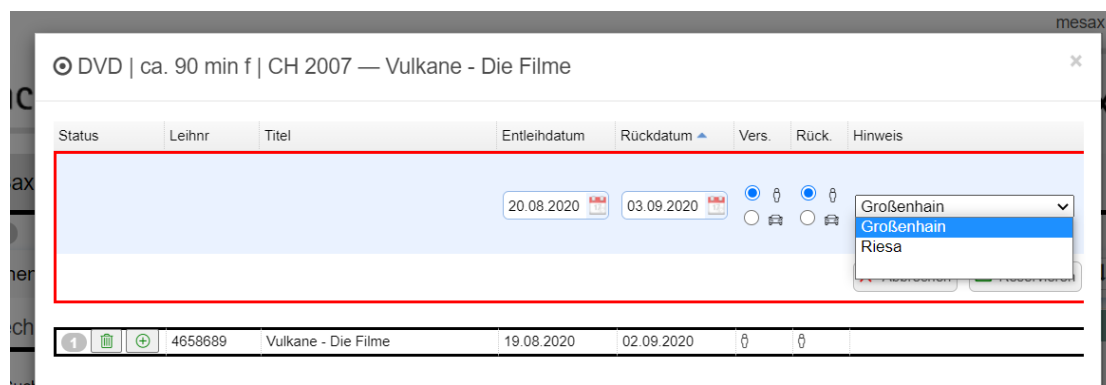 mesax
DVD | ca. 90 min f | CH 2007 — Vulkane - Die Filme
Status Leihnr Titel Entleihdatum Rückdatum Vers. Rück. Hinweis
20.08.2020 03.09.2020 Großenhain
Großenhain
Riesa
1 4658689 Vulkane - Die Filme 19.08.2020 02.09.2020